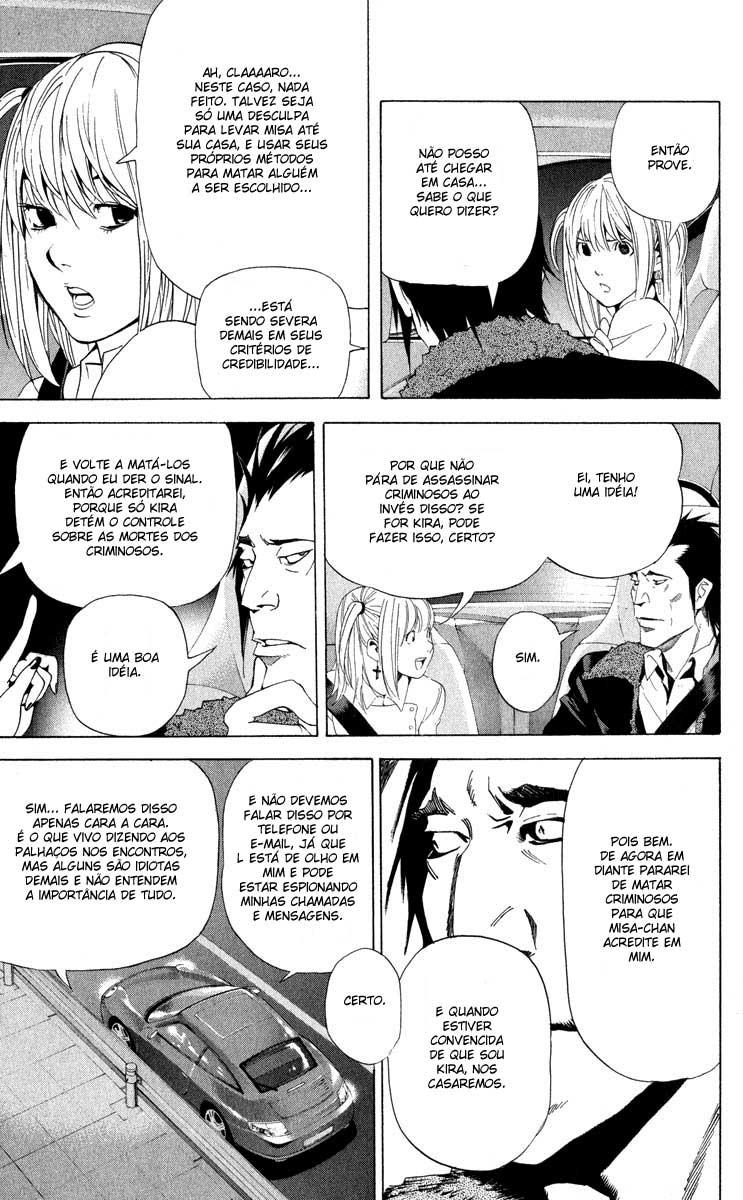 ENTÃO
PROVE.
NÃO POSSO
ATÉ CHEGAR
EM CASA...
SABE O QUE
QUERO DIZER?
AH, CLAAAARO...
NESTE CASO, NADA
FEITO. TALVEZ SEJA
SÓ UMA DESCULPA
PARA LEVAR MISA ATÉ
SUA CASA, E USAR SEUS
PRÓPRIOS MÉTODOS
PARA MATAR ALGUÉM
A SER ESCOLHIDO...
...ESTÁ
SENDO SEVERA
DEMAIS EM SEUS
CRITÉRIOS DE
CREDIBILIDADE...
EI, TENHO
UMA IDÉIA!
POR QUE NÃO
PÁRA DE ASSASSINAR
CRIMINOSOS AO
INVÉS DISSO? SE
FOR KIRA, PODE
FAZER ISSO, CERTO?
SIM.
E VOLTE A MATÁ-LOS
QUANDO EU DER O SINAL.
ENTÃO ACREDITAREI,
PORQUE SÓ KIRA
DETÉM O CONTROLE
SOBRE AS MORTES DOS
CRIMINOSOS.
É UMA BOA
IDÉIA.
POIS BEM.
DE AGORA EM
DIANTE PARAREI
DE MATAR
CRIMINOSOS
PARA QUE
MISA-CHAN
ACREDITE EM
MIM.
E QUANDO
ESTIVER
CONVENCIDA
DE QUE SOU
KIRA, NOS
CASAREMOS.
CERTO.
E NÃO DEVEMOS
FALAR DISSO POR
TELEFONE OU
E-MAIL, JÁ QUE
L ESTÁ DE OLHO EM
MIM E PODE
ESTAR ESPIONANDO
MINHAS CHAMADAS
E MENSAGENS.
SIM... FALAREMOS DISSO
APENAS CARA A CARA.
É O QUE VIVO DIZENDO AOS
PALHAÇOS NOS ENCONTROS,
MAS ALGUNS SÃO IDIOTAS
DEMAIS E NÃO ENTENDEM
A IMPORTÂNCIA DE TUDO.